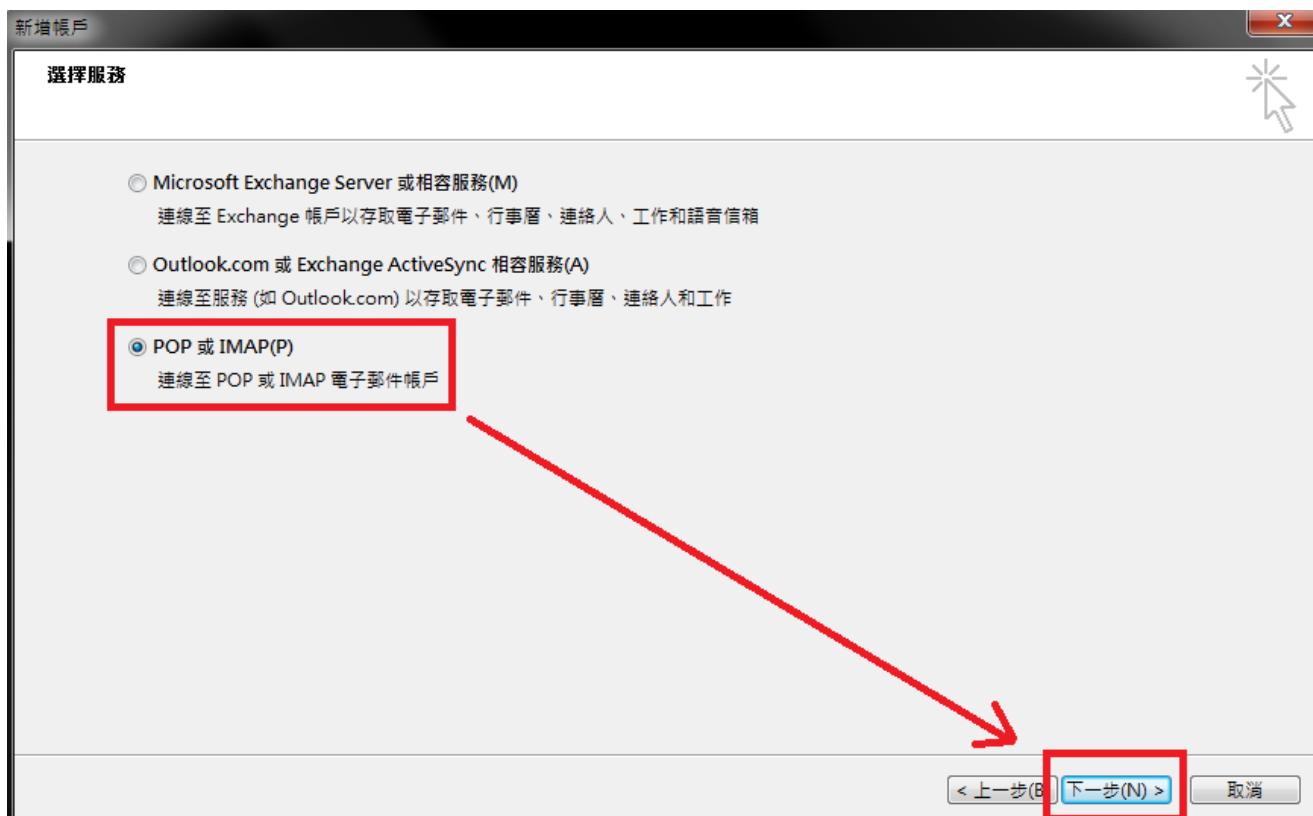 新增帳戶
選擇服務
Microsoft Exchange Server 或相容服務(M)
連線至 Exchange 帳戶以存取電子郵件、行事曆、連絡人、工作和語音信箱
Outlook.com 或 Exchange ActiveSync 相容服務(A)
連線至服務 (如 Outlook.com) 以存取電子郵件、行事曆、連絡人和工作
POP 或 IMAP(P)
連線至 POP 或 IMAP 電子郵件帳戶
< 上一步(B 下一步(N) > 取消